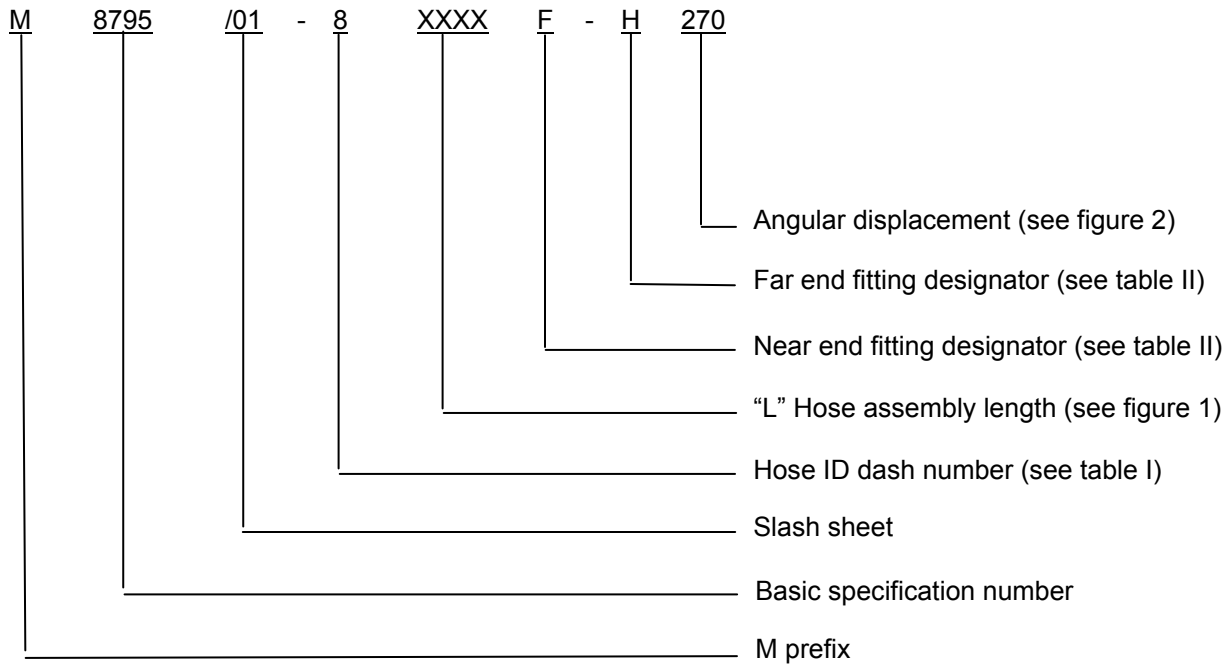 M 8795 /01 - 8 XXXX F - H 270
Angular displacement (see figure 2)
Far end fitting designator (see table II)
Near end fitting designator (see table II)
“L” Hose assembly length (see figure 1)
Hose ID dash number (see table I)
Slash sheet
Basic specification number
M prefix